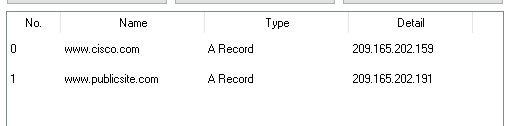 No. Name Type Detail
0 www.cisco.com A Record 209.165.202.159
1 www.publicsite.com A Record 209.165.202.191